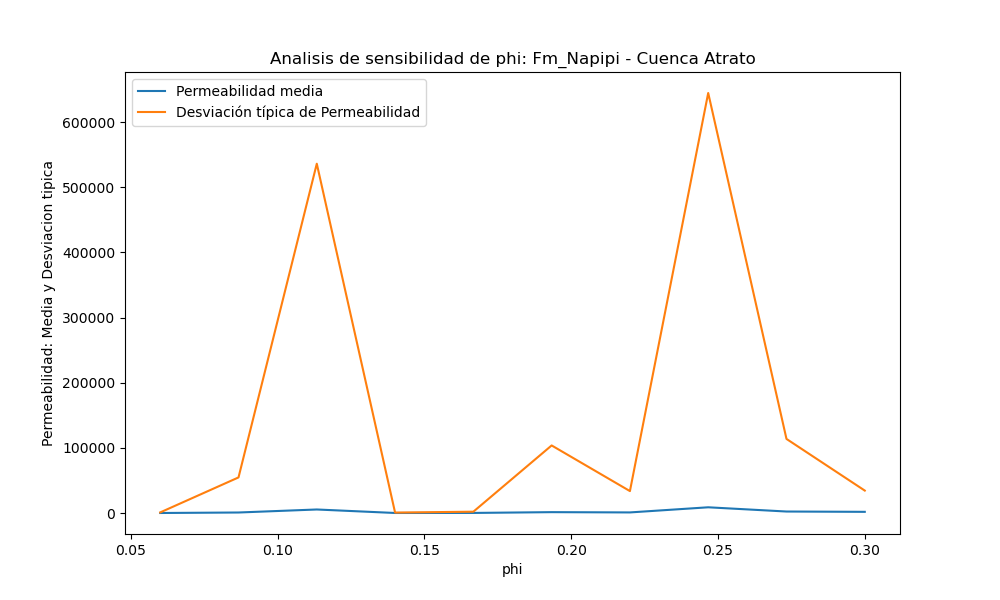 Analisis de sensibilidad de phi: Fm_Napipi - Cuenca Atrato
Permeabilidad media
Desviación típica de Permeabilidad
Permeabilidad: Media y Desviacion tipica
600000
500000
400000
300000
200000
100000
0
0.05
0.10
0.15
0.20
0.25
0.30
phi